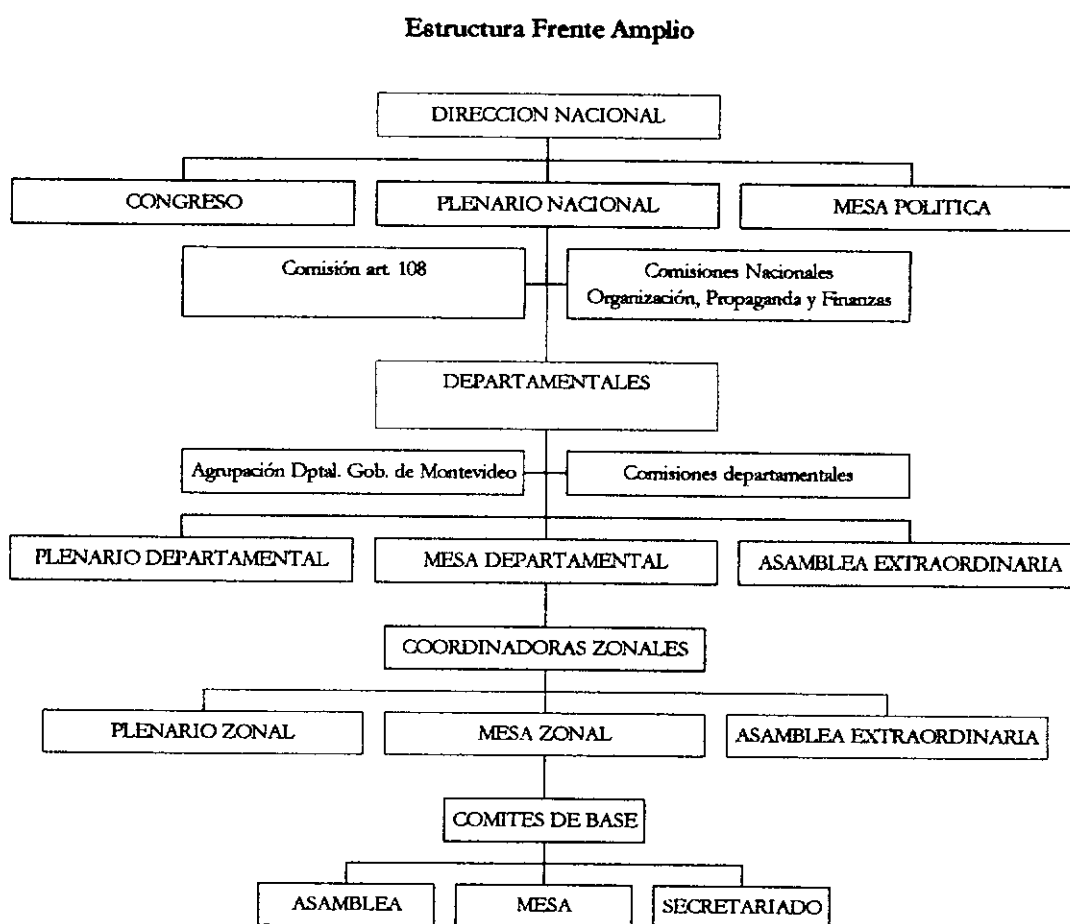 Estructura Frente Amplio
DIRECCION NACIONAL
CONGRESO
PLENARIO NACIONAL
MESA POLITICA
Comisión art. 108
Comisiones Nacionales
Organización, Propaganda y Finanzas
DEPARTAMENTALES
Agrupación Dptal. Gob. de Montevideo
Comisiones departamentales
PLENARIO DEPARTAMENTAL
MESA DEPARTAMENTAL
ASAMBLEA EXTRAORDINARIA
COORDINADORAS ZONALES
PLENARIO ZONAL
MESA ZONAL
ASAMBLEA EXTRAORDINARIA
COMITES DE BASE
ASAMBLEA
MESA
SECRETARIADO